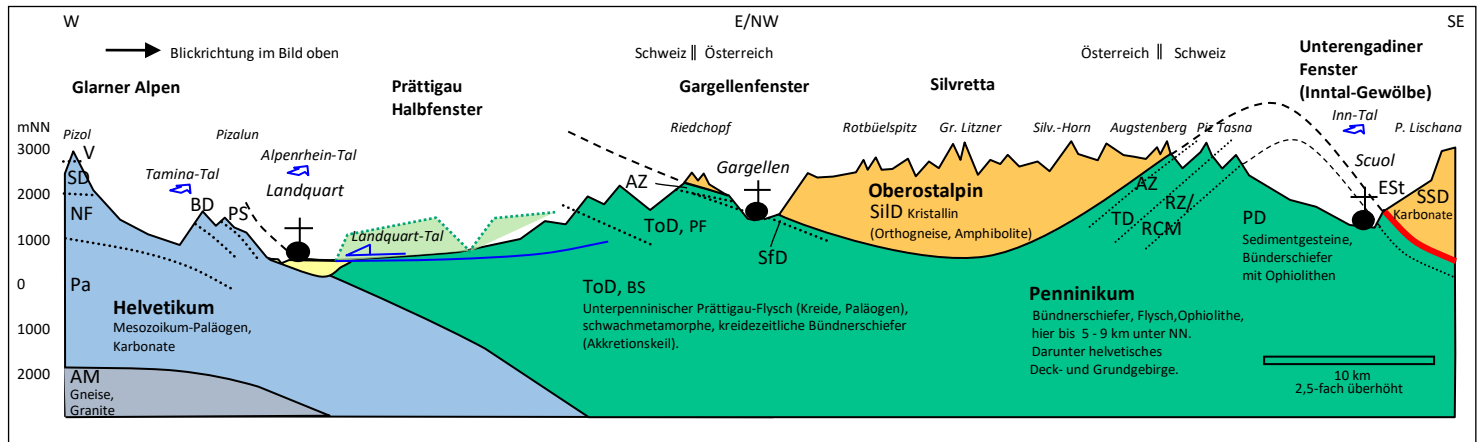 W
E/NW
SE
Blickrichtung im Bild oben
Schweiz || Österreich
Österreich || Schweiz
Unterengadiner
Fenster
(Inntal-Gewölbe)
Glarner Alpen
Prättigau
Halbfenster
Gargellenfenster
Silvretta
mNN
3000
2000
1000
0
1000
2000
Pizol
Pizalun
Riedchopf
Rotbüelspitz
Gr. Litzner
Silv.-Horn
Augstenberg
Piz Tasna
Inn-Tal
P. Lischana
V
SD
NF
Pa
Tamina-Tal
BD
PS
Alpenrhein-Tal
Landquart
Landquart-Tal
AZ
Gargellen
ToD, PF
SfD
Oberostalpin
SilD Kristallin
(Orthogneise, Amphibolite)
AZ
TD
RZ/
RCM
PD
Sedimentgesteine,
Bünderschiefer
mit Ophiolithen
Scuol
ESt
SSD
Karbonate
Helvetikum
Mesozoikum-Paläogen,
Karbonate
AM
Gneise,
Granite
ToD, BS
Unterpenninischer Prättigau-Flysch (Kreide, Paläogen),
schwachmetamorphe, kreidezeitliche Bündnerschiefer
(Akkretionskeil).
Penninikum
Bündnerschiefer, Flysch,Ophiolithe,
hier bis 5 - 9 km unter NN.
Darunter helvetisches
Deck- und Grundgebirge.
10 km
2,5-fach überhöht